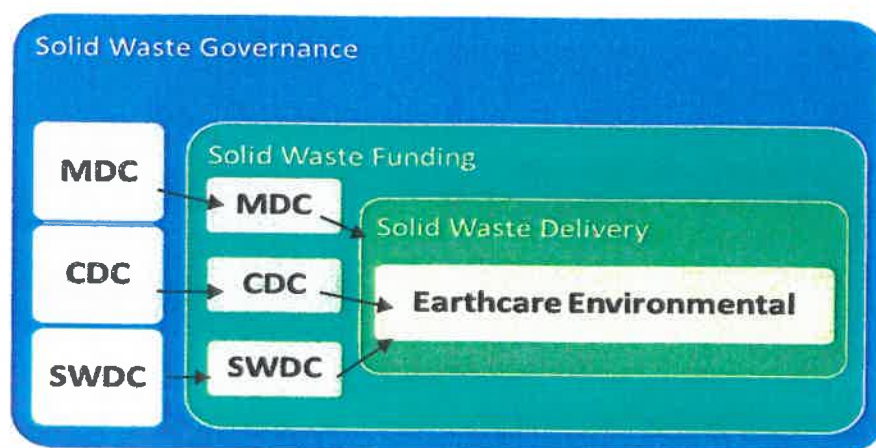 Solid Waste Governance
MDC
CDC
SWDC
Solid Waste Funding
MDC
CDC
SWDC
Solid Waste Delivery
Earthcare Environmental